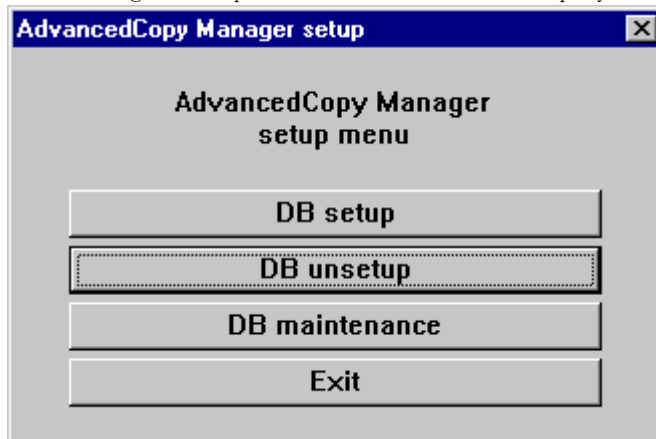 AdvancedCopy Manager setup
AdvancedCopy Manager
setup menu
DB setup
DB unsetup
DB maintenance
Exit